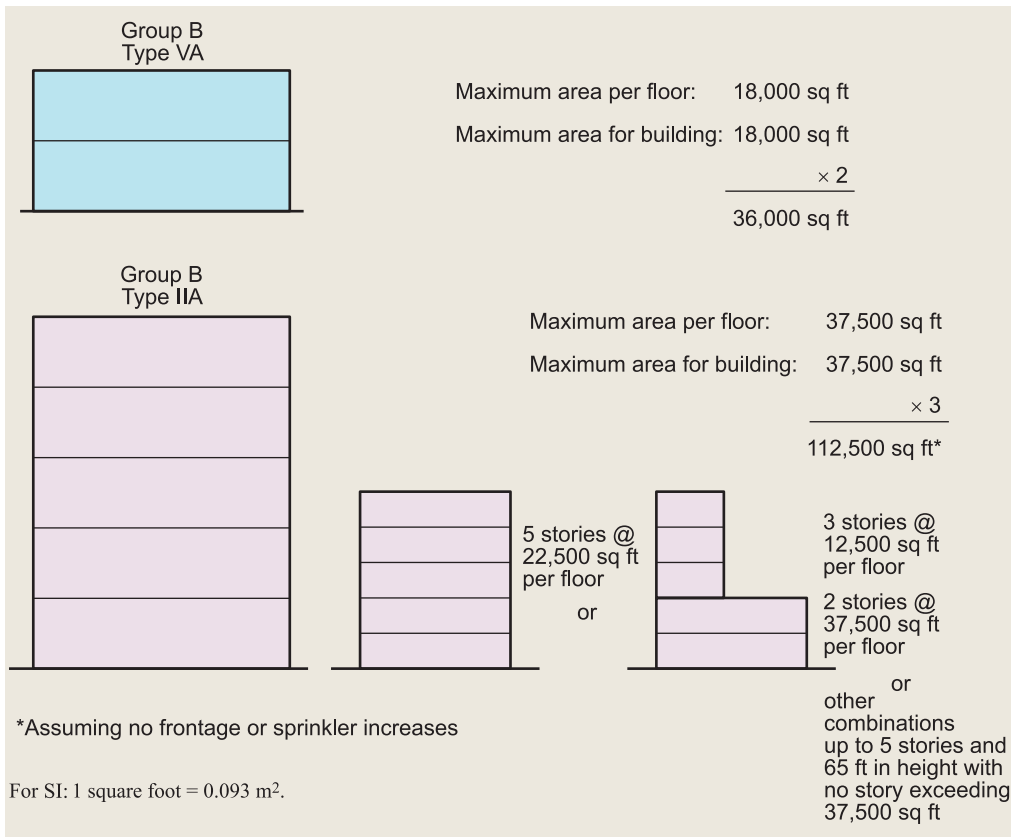 Group B
Type VA
Maximum area per floor: 18,000 sq ft
Maximum area for building: 18,000 sq ft
× 2
36,000 sq ft
Group B
Type IIA
Maximum area per floor: 37,500 sq ft
Maximum area for building: 37,500 sq ft
× 3
112,500 sq ft*
5 stories @
22,500 sq ft
per floor
or
3 stories @
12,500 sq ft
per floor
2 stories @
37,500 sq ft
per floor
or
other
combinations
up to 5 stories and
65 ft in height with
no story exceeding
37,500 sq ft
*Assuming no frontage or sprinkler increases
For SI: 1 square foot = 0.093 m².